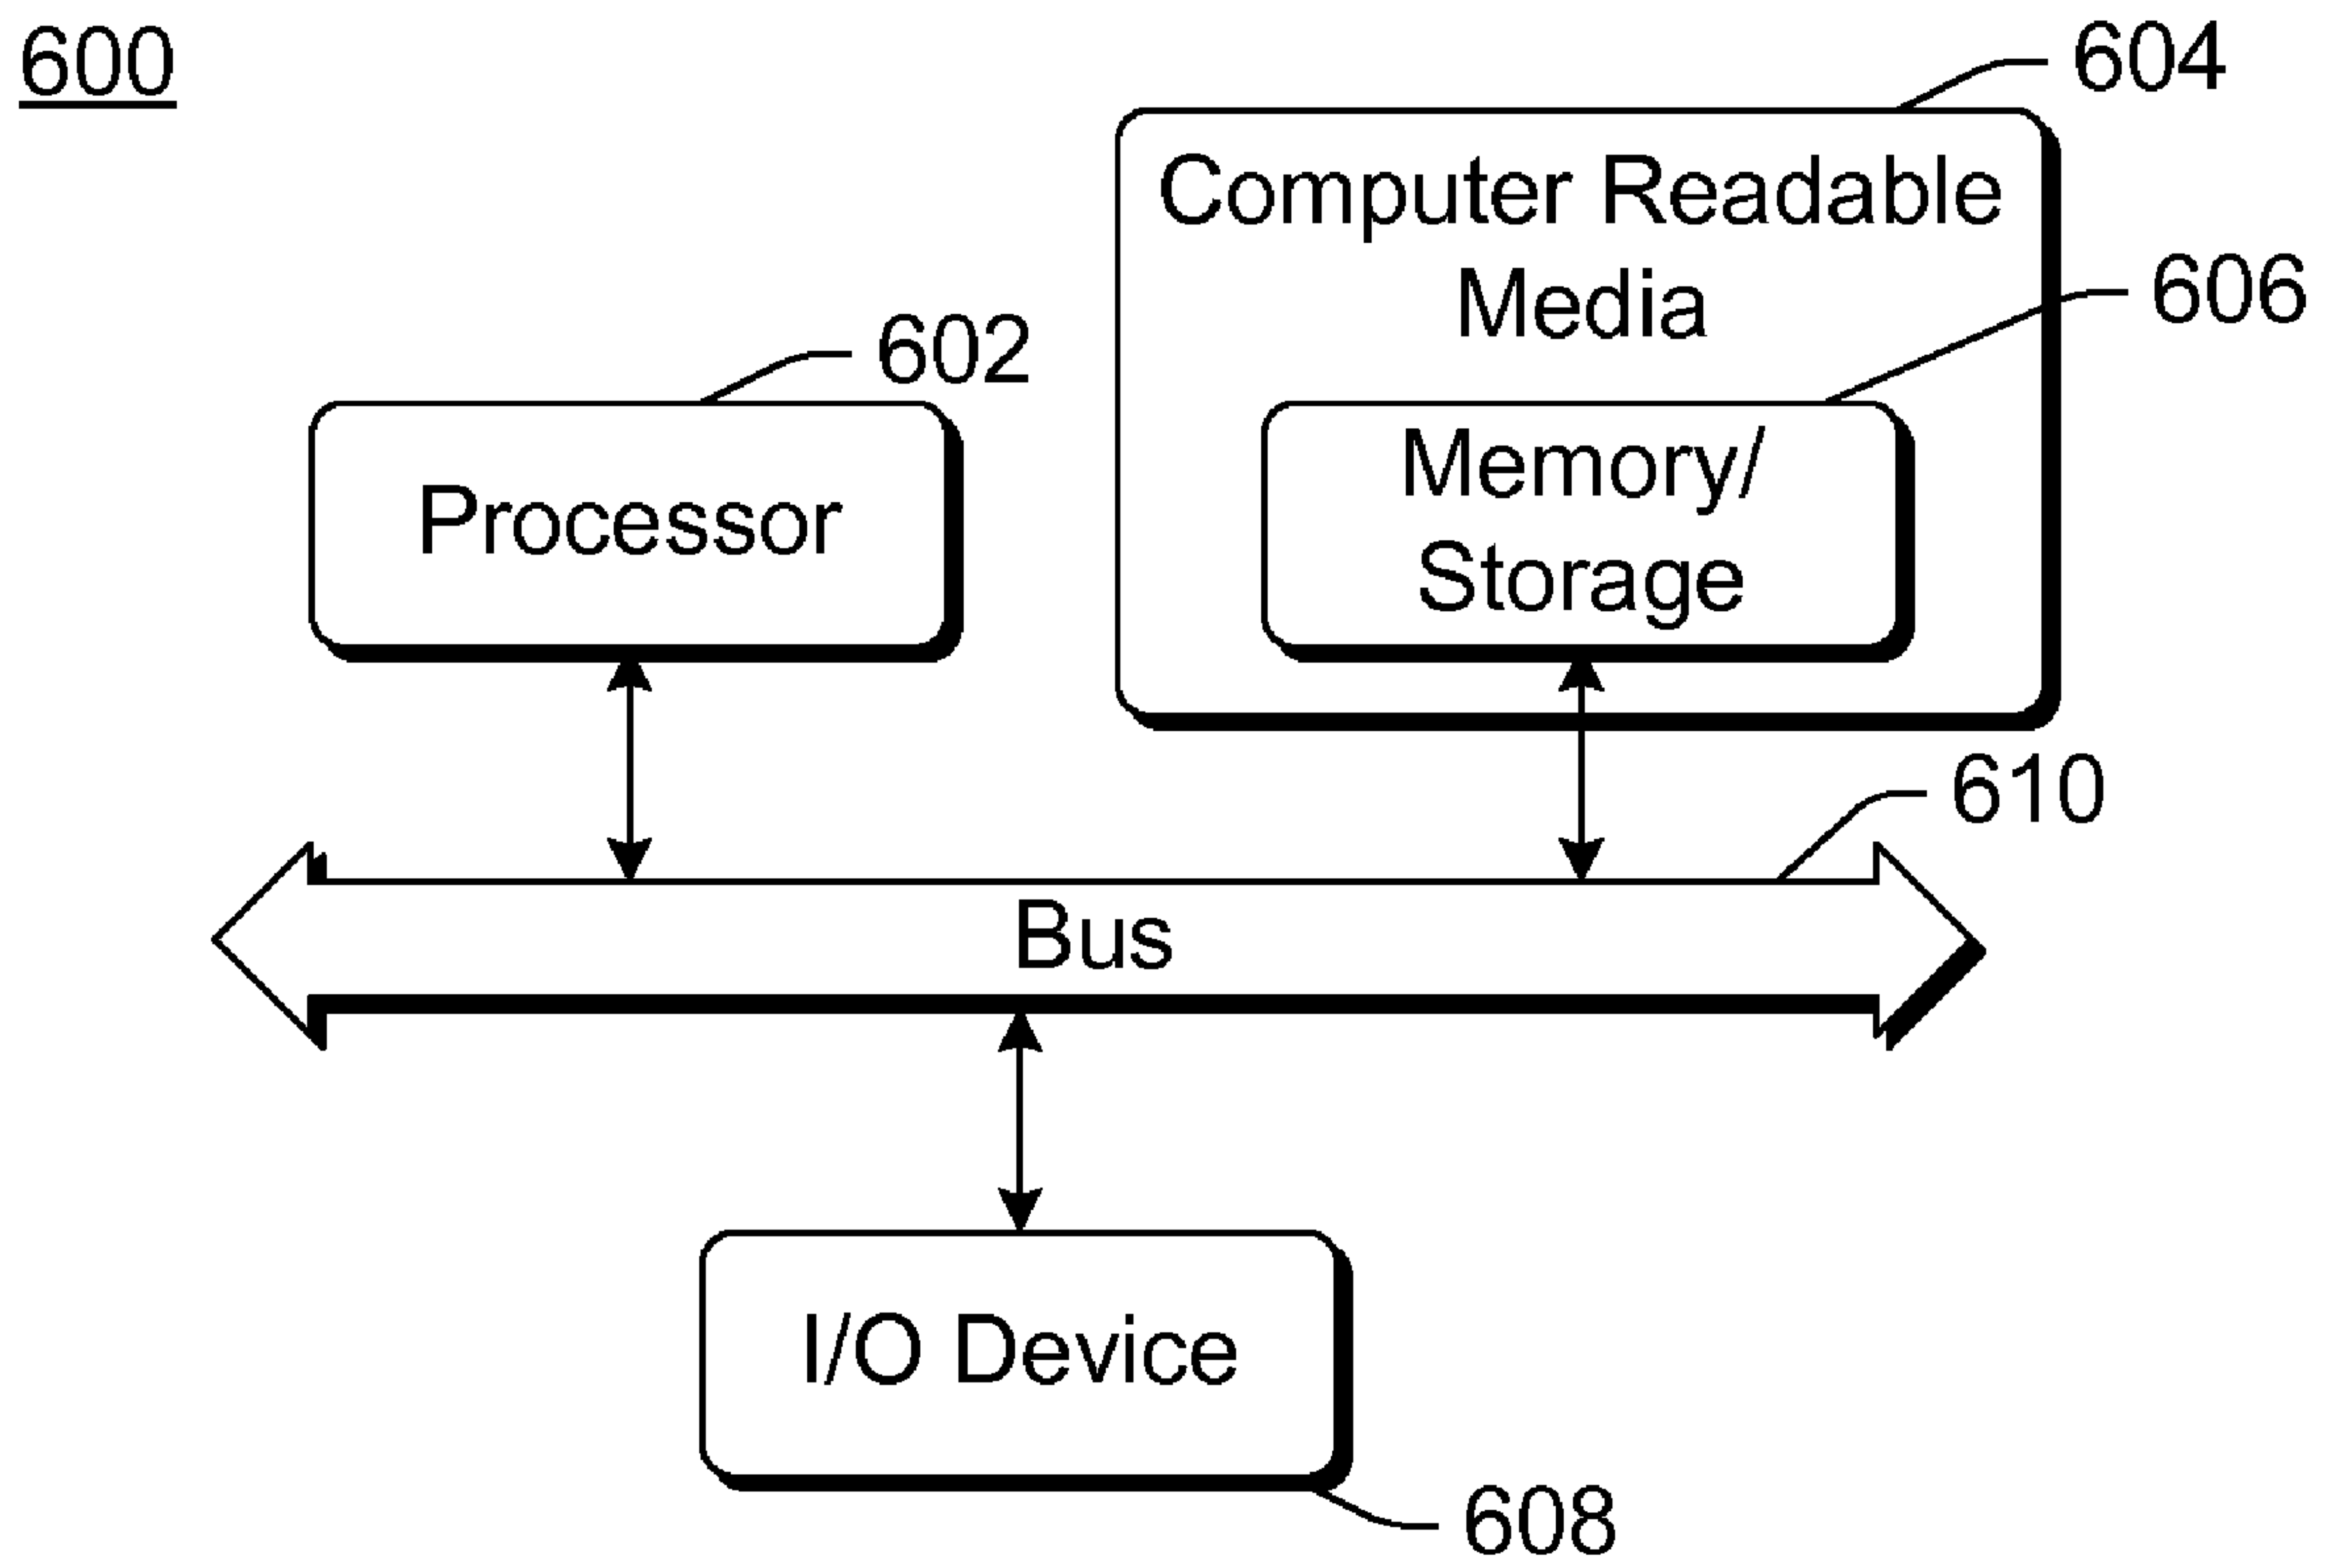 600
604
Computer Readable
Media
606
602
Processor
Memory/
Storage
610
Bus
I/O Device
608